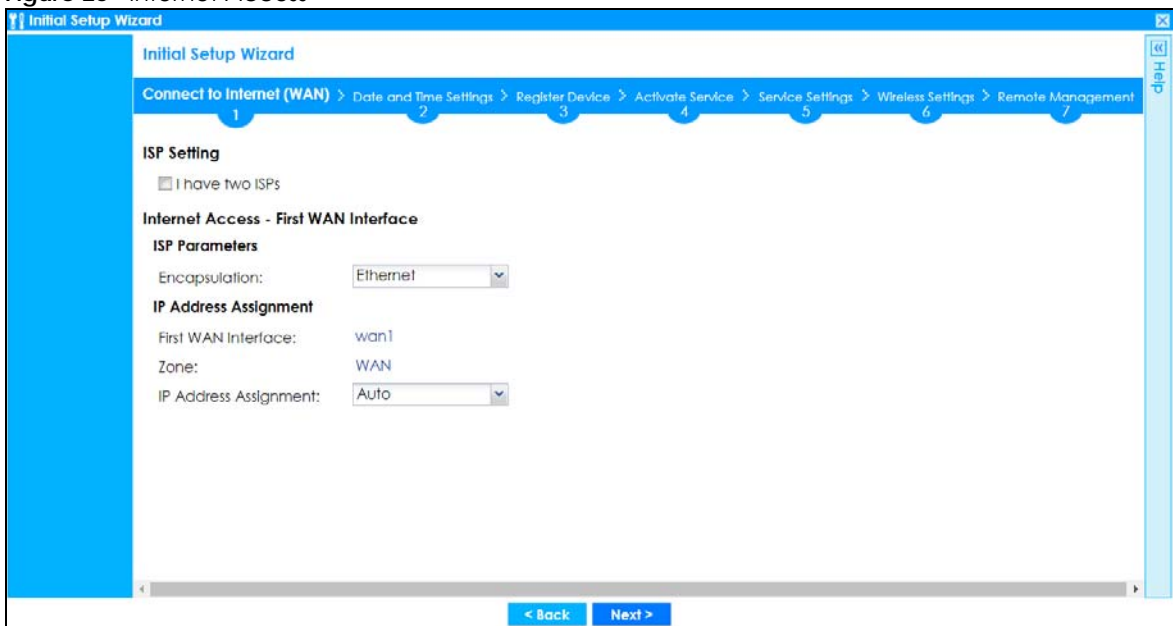 Initial Setup Wizard
Help
Initial Setup Wizard
Connect to Internet (WAN) > Date and Time Settings > Register Device > Activate Service > Service Settings > Wireless Settings > Remote Management
1 2 3 4 5 6 7
ISP Setting
I have two ISPs
Internet Access - First WAN Interface
ISP Parameters
Encapsulation: Ethernet
IP Address Assignment
First WAN Interface: wan1
Zone: WAN
IP Address Assignment: Auto
< Back Next >